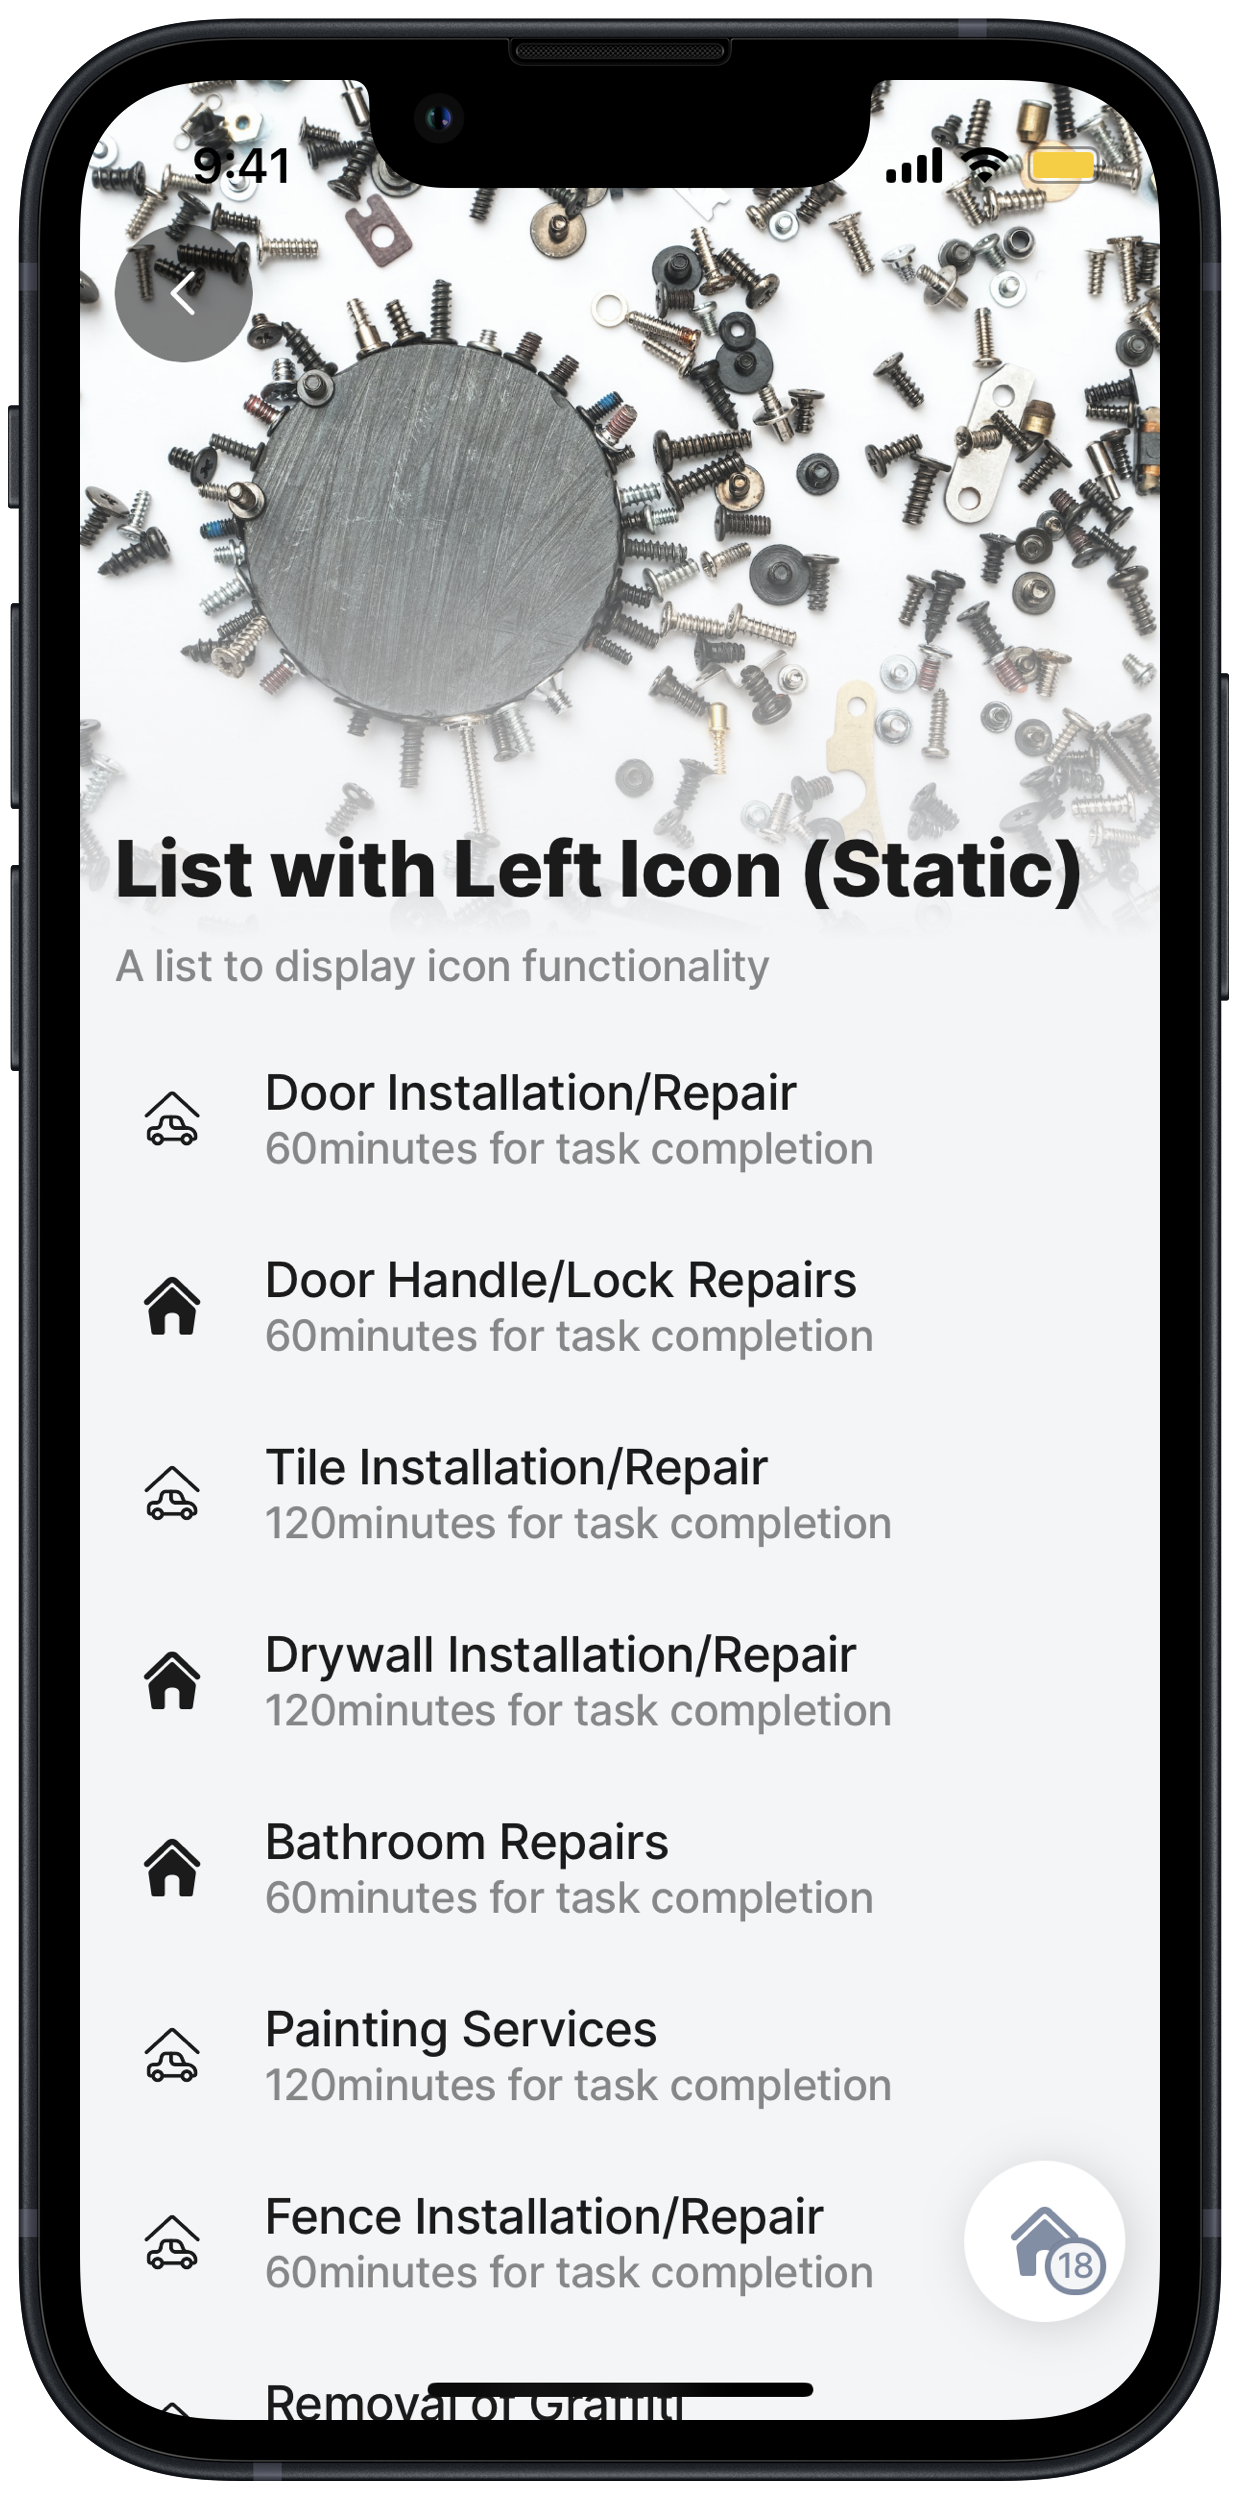 9:41
List with Left Icon (Static)
A list to display icon functionality
Door Installation/Repair
60minutes for task completion
Door Handle/Lock Repairs
60minutes for task completion
Tile Installation/Repair
120minutes for task completion
Drywall Installation/Repair
120minutes for task completion
Bathroom Repairs
60minutes for task completion
Painting Services
120minutes for task completion
Fence Installation/Repair
60minutes for task completion
18
Removal of Graffiti